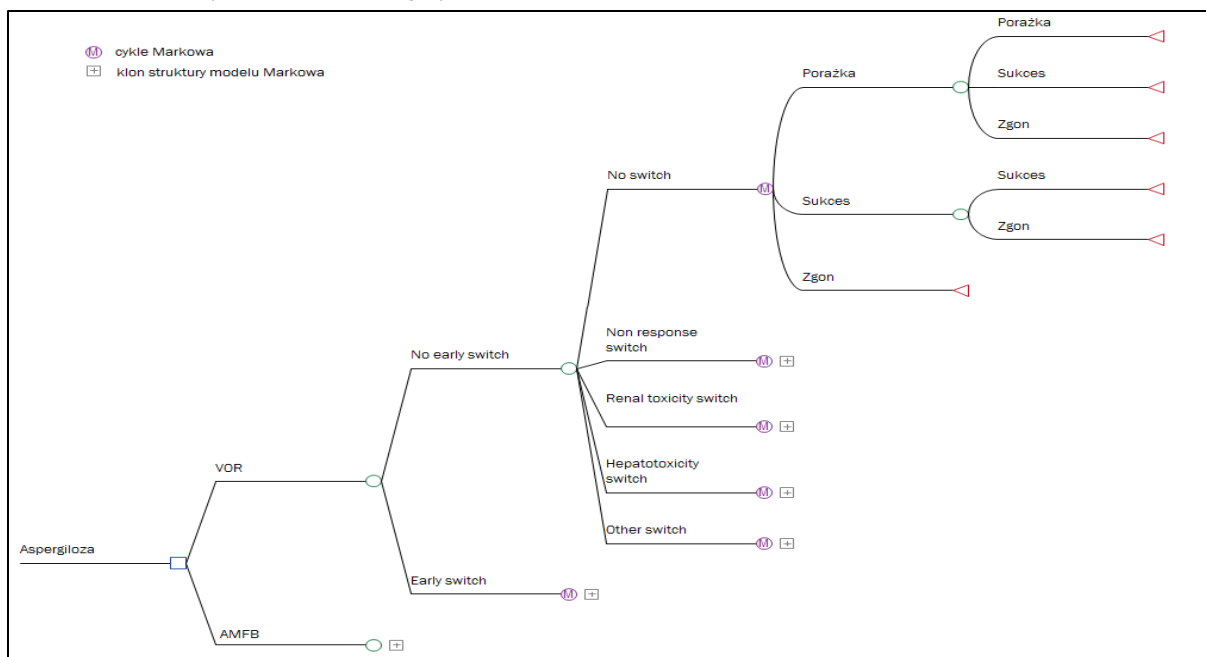 Porażka
M cykle Markowa
+ klon struktury modelu Markowa
Porażka
Sukces
Zgon
No switch
M
Sukces
Sukces
Zgon
Zgon
Non response
switch
M +
No early switch
Renal toxicity switch
M +
Hepatotoxicity
switch
M +
VOR
Other switch
M +
Aspergiloza
Early switch
M +
AMFB
+